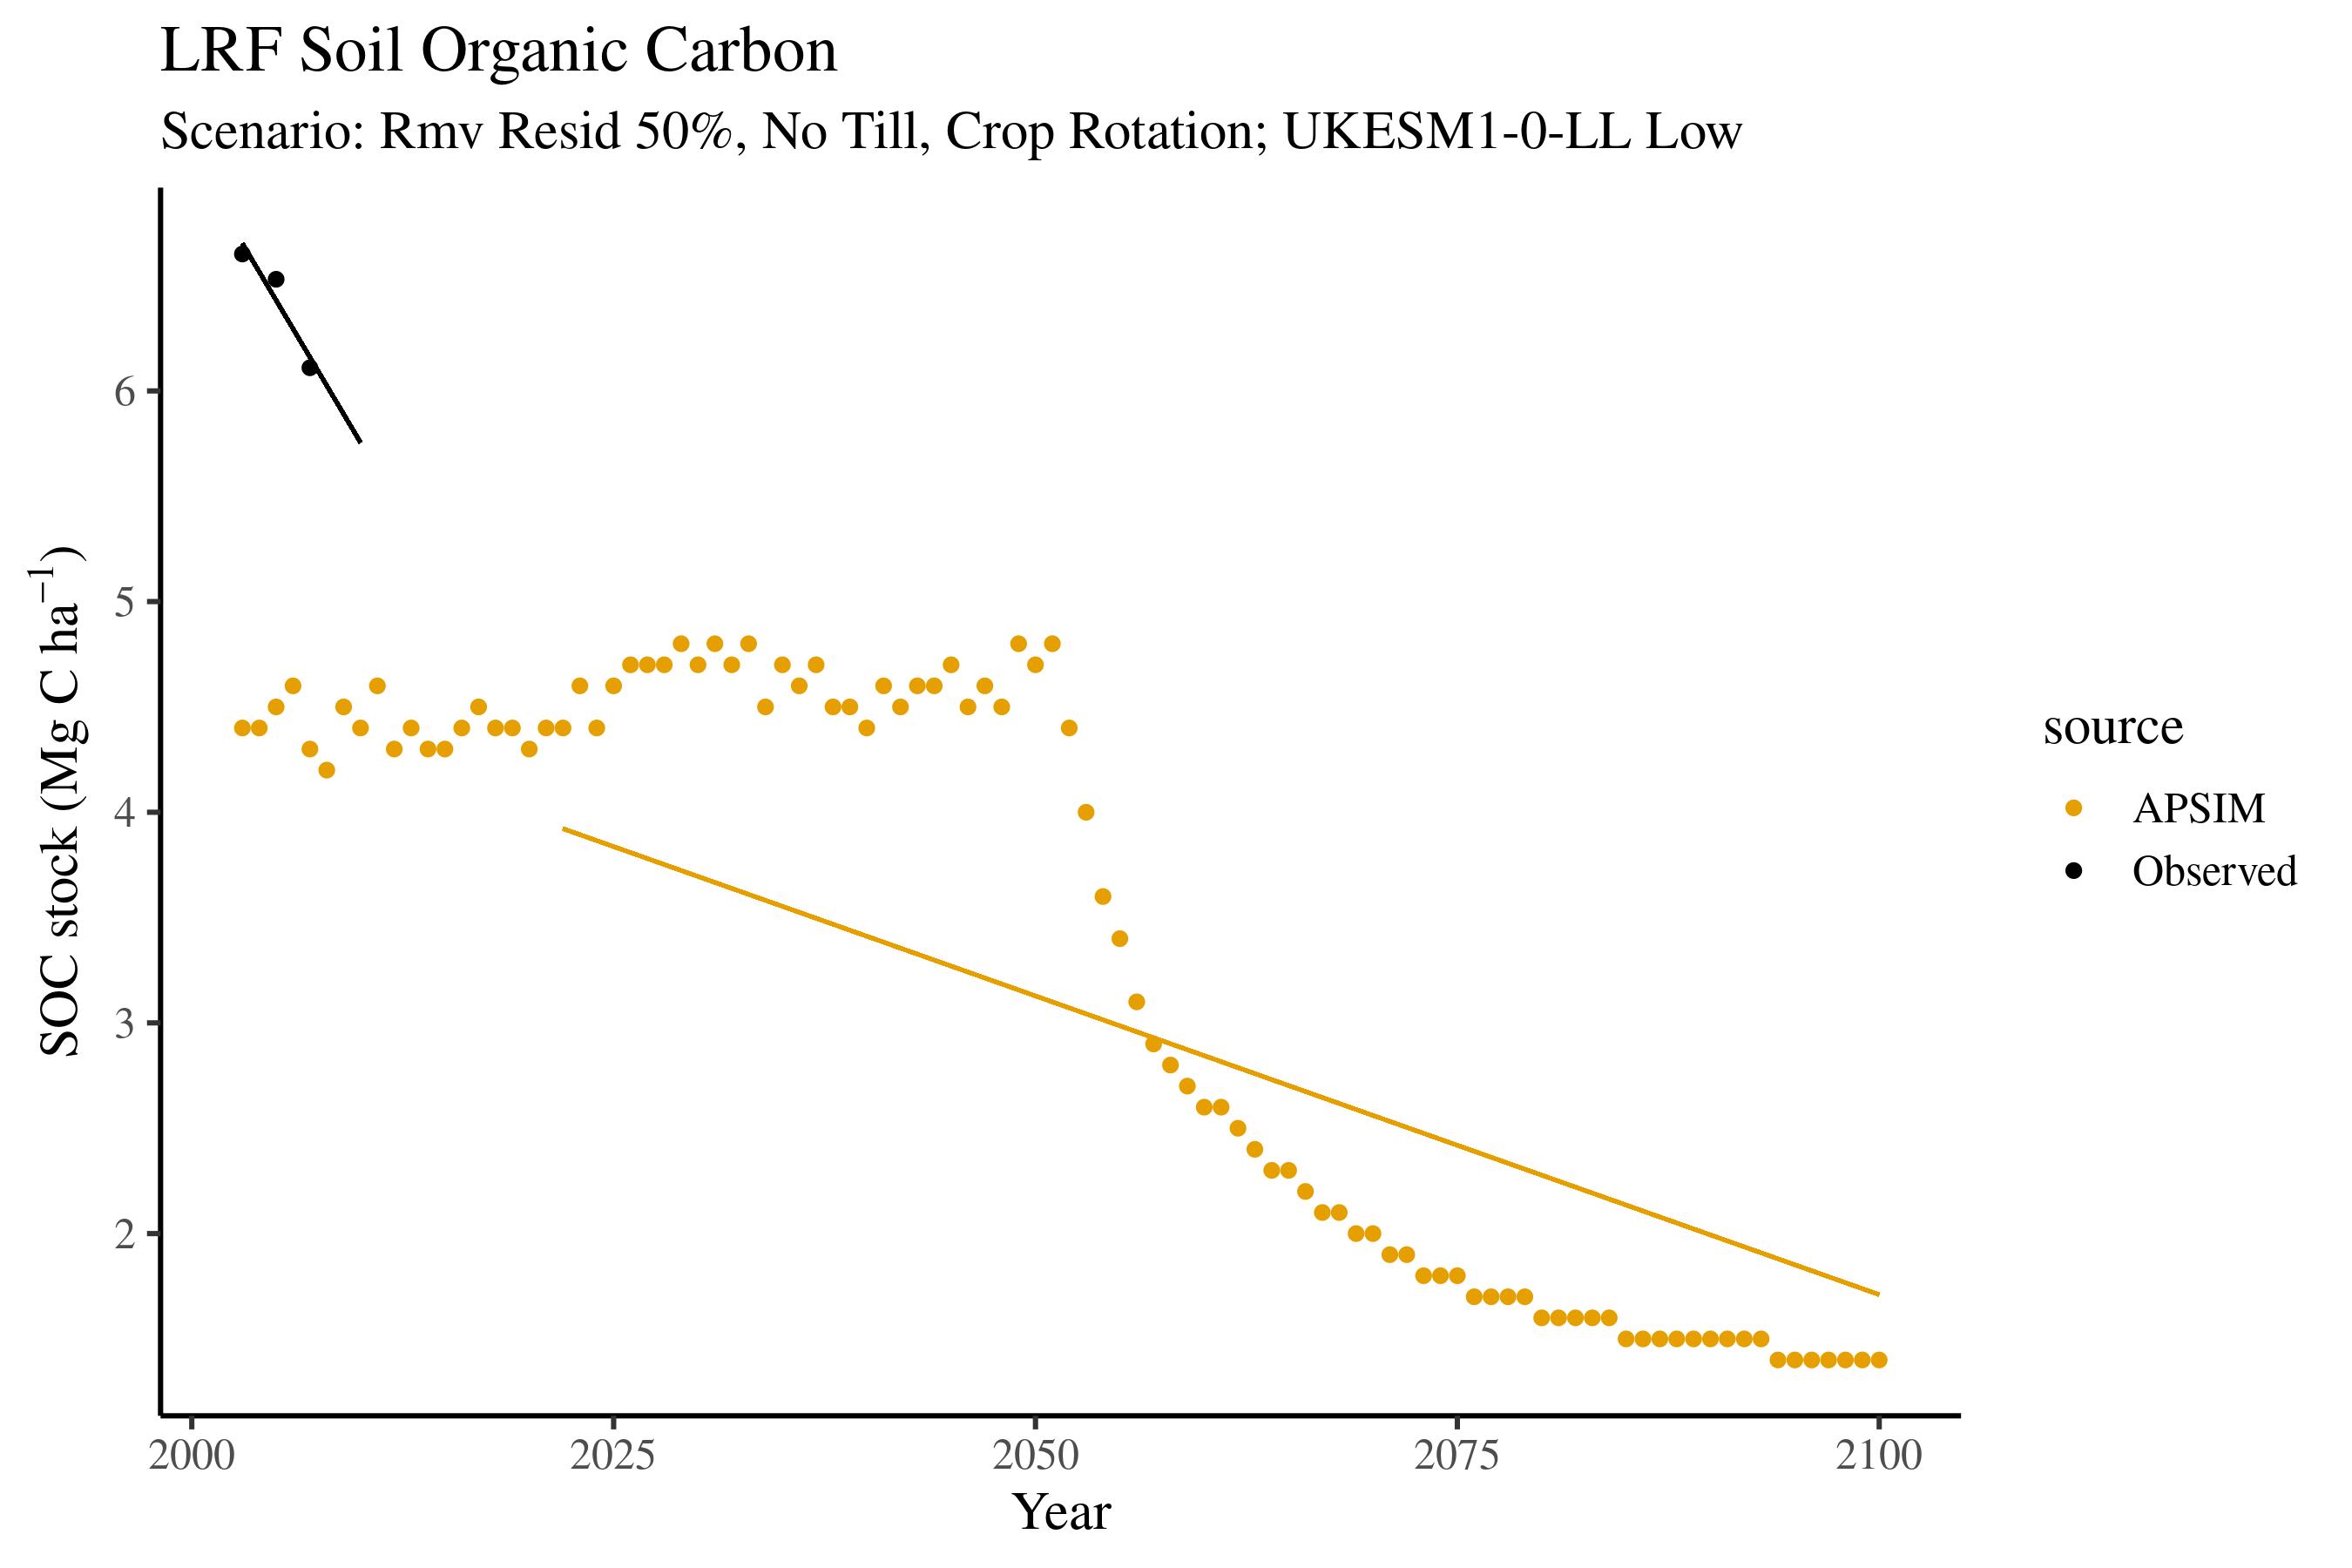 LRF Soil Organic Carbon
Scenario: Rmv Resid 50%, No Till, Crop Rotation; UKESM1-0-LL Low
SOC stock (Mg C ha⁻¹)
6
5
4
3
2
2000
2025
2050
2075
2100
Year
source
APSIM
Observed